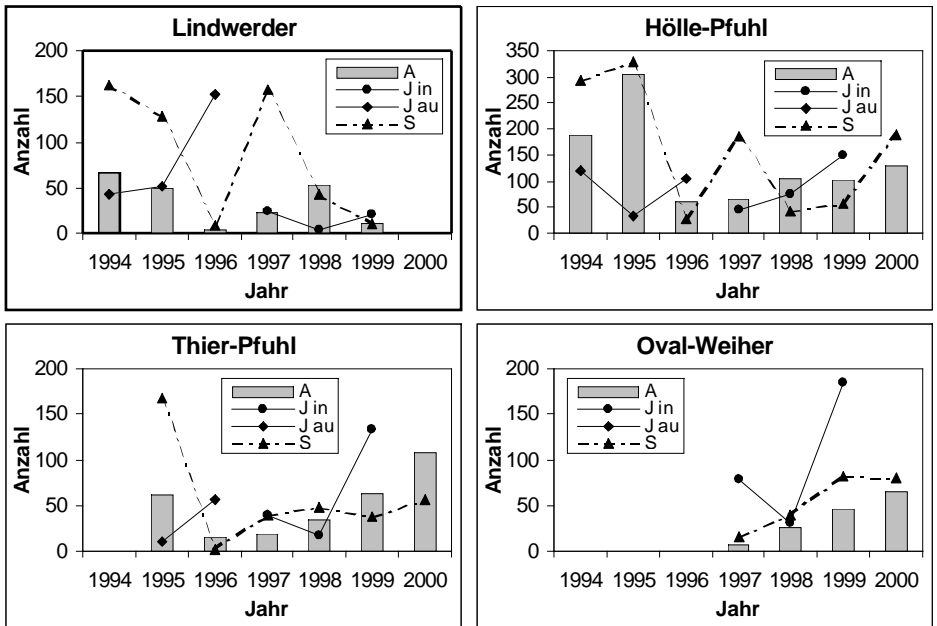 Lindwerder
200
150
100
50
0
Anzahl
A
J in
J au
S
1994 1995 1996 1997 1998 1999 2000
Jahr
Hölle-Pfuhl
350
300
250
200
150
100
50
0
Anzahl
A
J in
J au
S
1994 1995 1996 1997 1998 1999 2000
Jahr
Thier-Pfuhl
200
150
100
50
0
Anzahl
A
J in
J au
S
1994 1995 1996 1997 1998 1999 2000
Jahr
Oval-Weiher
200
150
100
50
0
Anzahl
A
J in
J au
S
1994 1995 1996 1997 1998 1999 2000
Jahr